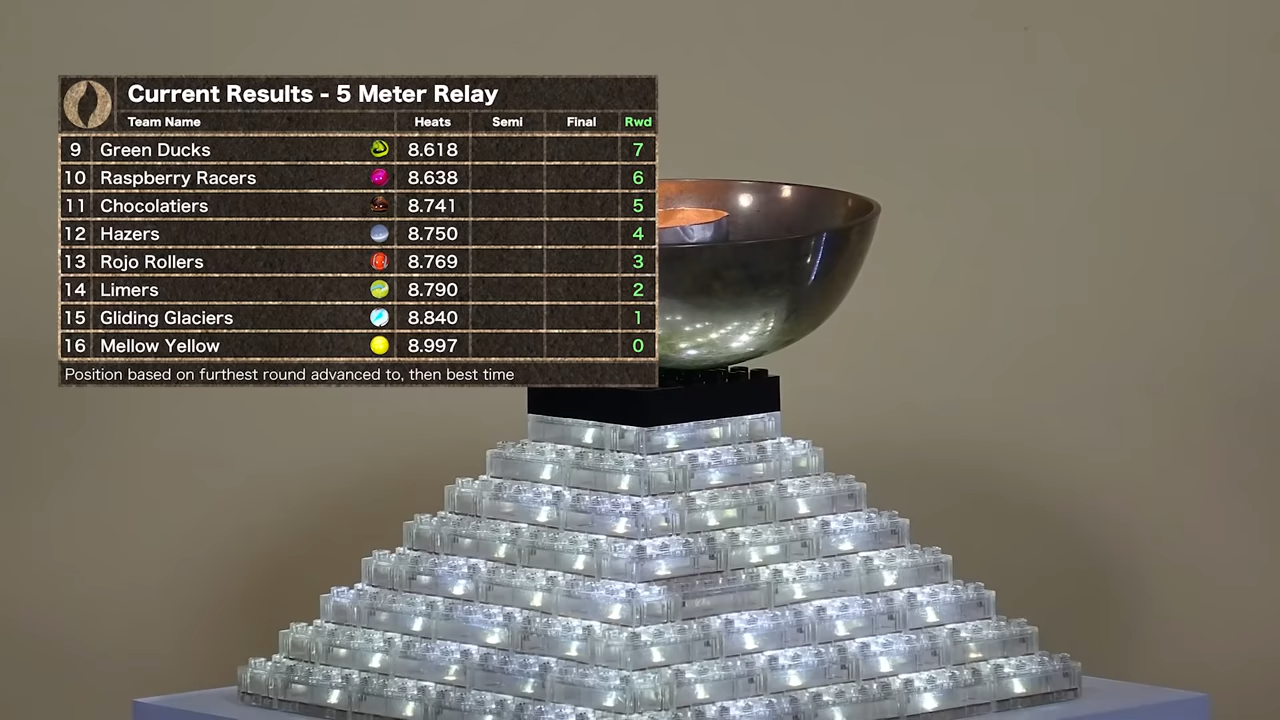 Current Results - 5 Meter Relay
Team Name Heats Semi Final Rwd
9 Green Ducks 8.618 7
10 Raspberry Racers 8.638 6
11 Chocolatiers 8.741 5
12 Hazers 8.750 4
13 Rojo Rollers 8.769 3
14 Limers 8.790 2
15 Gliding Glaciers 8.840 1
16 Mellow Yellow 8.997 0
Position based on furthest round advanced to, then best time